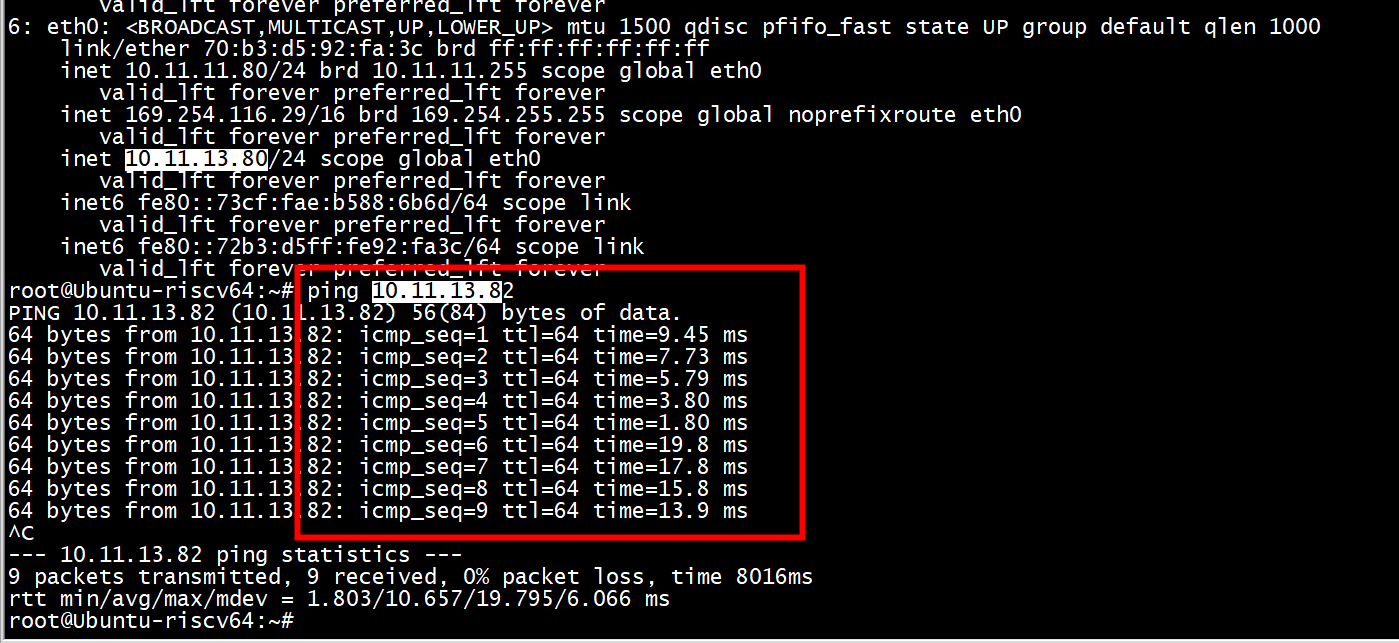 valid_lft forever preferred_lft forever
6: eth0: <BROADCAST,MULTICAST,UP,LOWER_UP> mtu 1500 qdisc pfifo_fast state UP group default qlen 1000
link/ether 70:b3:d5:92:fa:3c brd ff:ff:ff:ff:ff:ff
inet 10.11.11.80/24 brd 10.11.11.255 scope global eth0
valid_lft forever preferred_lft forever
inet 169.254.116.29/16 brd 169.254.255.255 scope global noprefixroute eth0
valid_lft forever preferred_lft forever
inet 10.11.13.80/24 scope global eth0
valid_lft forever preferred_lft forever
inet6 fe80::73cf:fae:b588:6b6d/64 scope link
valid_lft forever preferred_lft forever
inet6 fe80::72b3:d5ff:fe92:fa3c/64 scope link
valid_lft forever preferred_lft forever
root@Ubuntu-riscv64:~# ping 10.11.13.82
PING 10.11.13.82 (10.11.13.82) 56(84) bytes of data.
64 bytes from 10.11.13.82: icmp_seq=1 ttl=64 time=9.45 ms
64 bytes from 10.11.13.82: icmp_seq=2 ttl=64 time=7.73 ms
64 bytes from 10.11.13.82: icmp_seq=3 ttl=64 time=5.79 ms
64 bytes from 10.11.13.82: icmp_seq=4 ttl=64 time=3.80 ms
64 bytes from 10.11.13.82: icmp_seq=5 ttl=64 time=1.80 ms
64 bytes from 10.11.13.82: icmp_seq=6 ttl=64 time=19.8 ms
64 bytes from 10.11.13.82: icmp_seq=7 ttl=64 time=17.8 ms
64 bytes from 10.11.13.82: icmp_seq=8 ttl=64 time=15.8 ms
64 bytes from 10.11.13.82: icmp_seq=9 ttl=64 time=13.9 ms
^C
--- 10.11.13.82 ping statistics ---
9 packets transmitted, 9 received, 0% packet loss, time 8016ms
rtt min/avg/max/mdev = 1.803/10.657/19.795/6.066 ms
root@Ubuntu-riscv64:~#